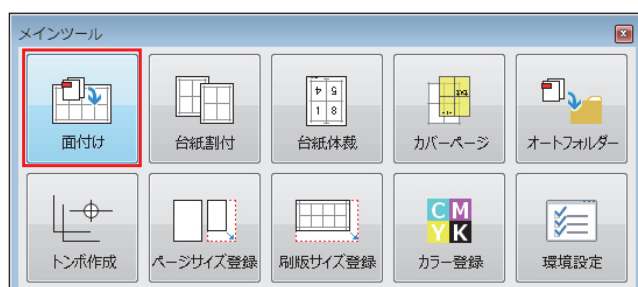 メインツール
面付け
台紙割付
台紙体裁
カバーページ
オートフォルダー
トンボ作成
ページサイズ登録
刷版サイズ登録
カラー登録
環境設定
1 8
C M
Y K